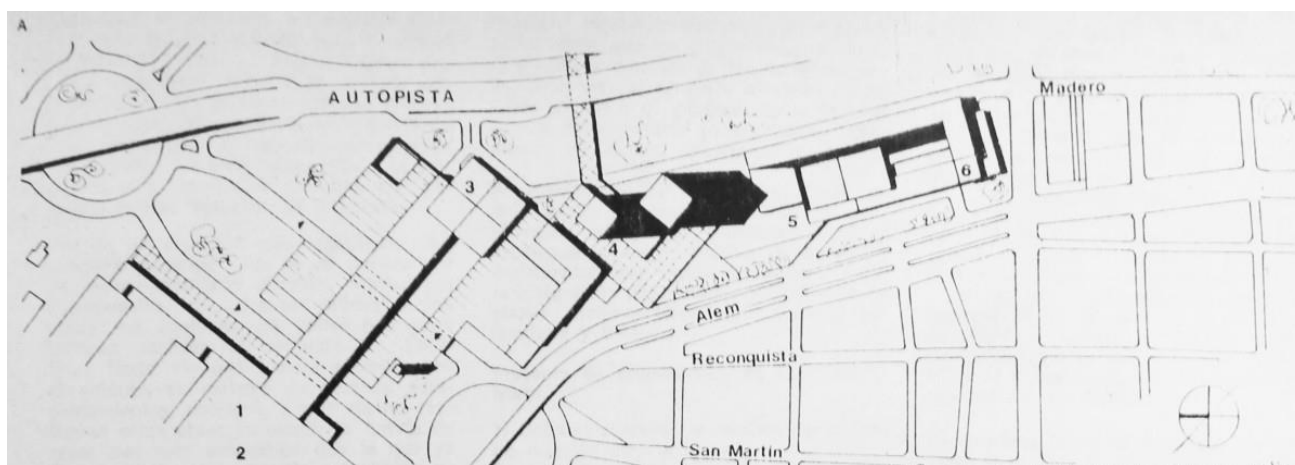 A
AUTOPISTA
Madero
3
6
5
4
Alem
Reconquista
1
San Martín
2